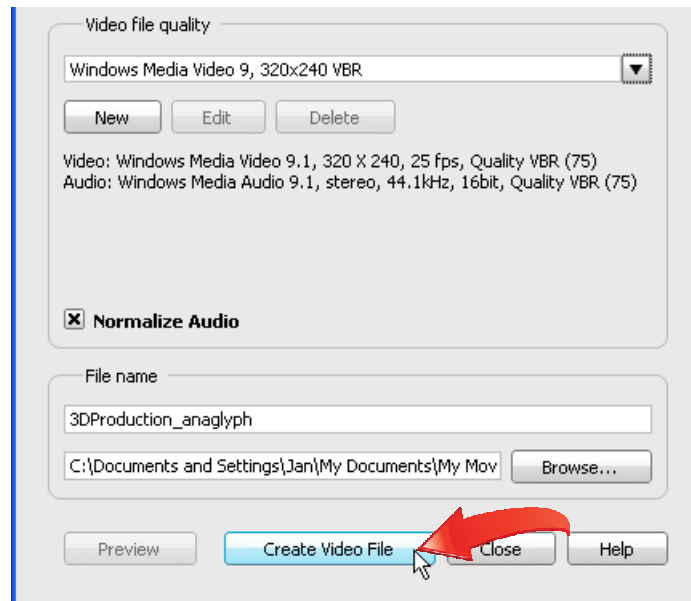 Video file quality
Windows Media Video 9, 320x240 VBR
New Edit Delete
Video: Windows Media Video 9.1, 320 X 240, 25 fps, Quality VBR (75)
Audio: Windows Media Audio 9.1, stereo, 44.1kHz, 16bit, Quality VBR (75)
Normalize Audio
File name
3DProduction_anaglyph
C:\Documents and Settings\Jan\My Documents\My Mov Browse...
Preview Create Video File Close Help